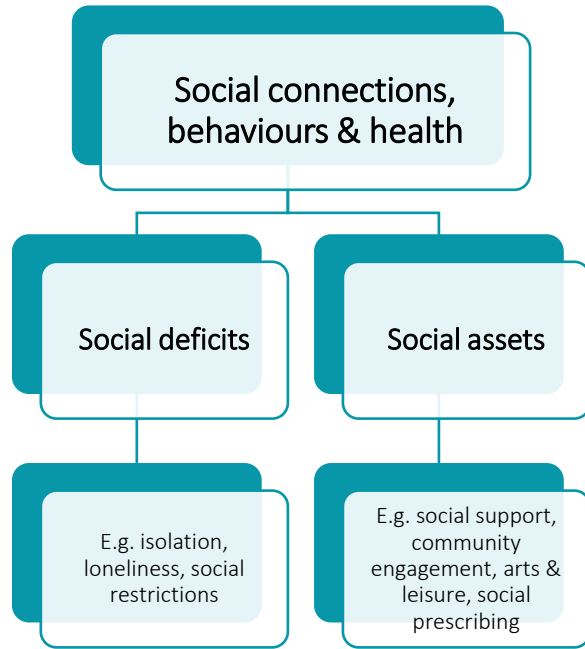 Social connections,
behaviours & health
Social deficits
Social assets
E.g. isolation,
loneliness, social
restrictions
E.g. social support,
community
engagement, arts &
leisure, social
prescribing